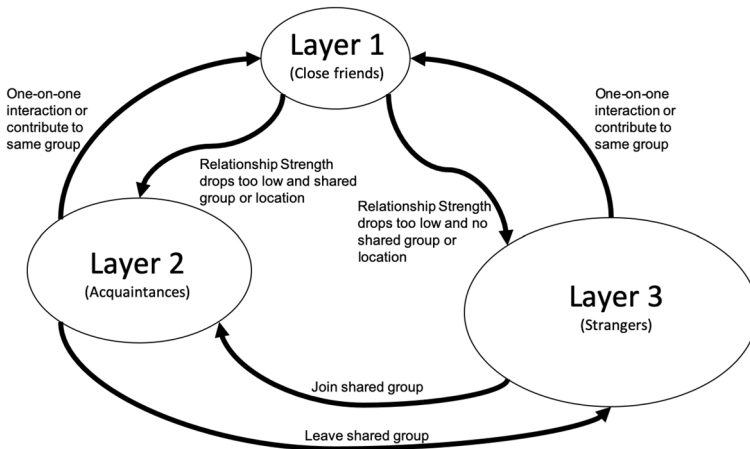 Layer 1
(Close friends)
One-on-one
interaction or
contribute to
same group
One-on-one
interaction or
contribute to
same group
Relationship Strength
drops too low and shared
group or location
Relationship Strength
drops too low and no
shared group or
location
Layer 2
(Acquaintances)
Layer 3
(Strangers)
Join shared group
Leave shared group